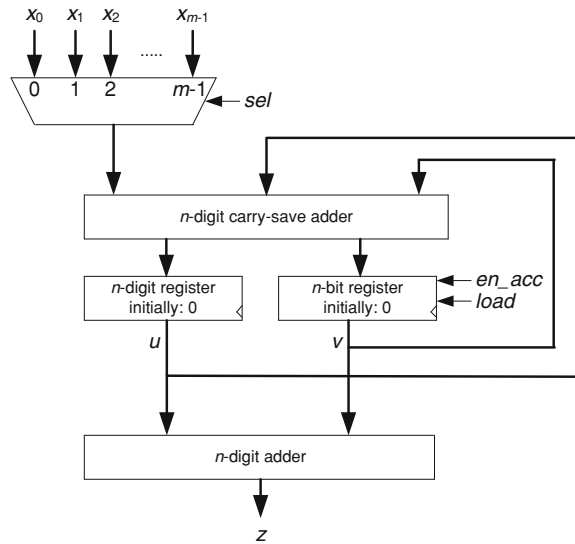 x0 x1 x2 ..... xm-1
0 1 2 m-1
sel
n-digit carry-save adder
n-digit register
initially: 0
n-bit register
initially: 0
en_acc
load
u
v
n-digit adder
z